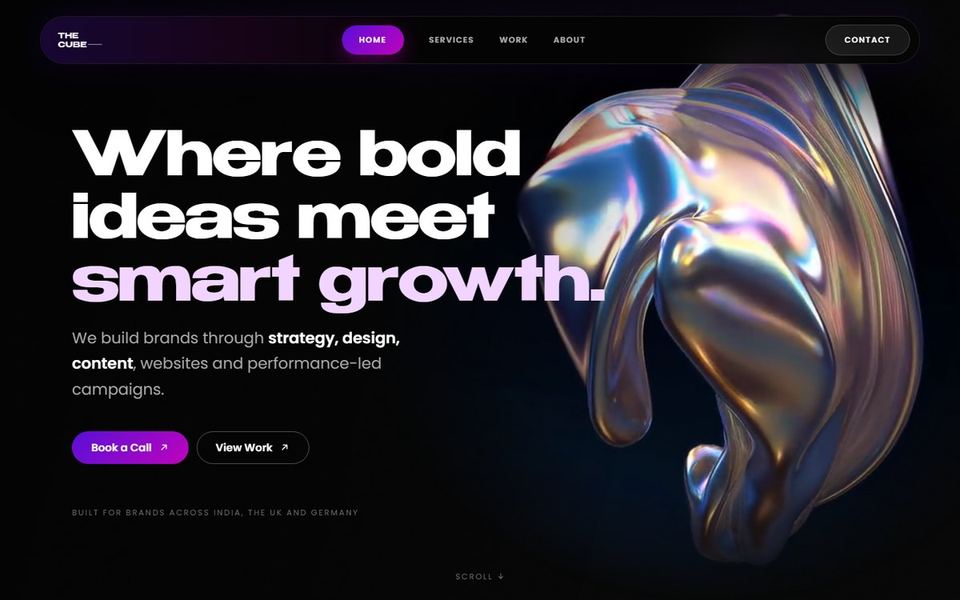 THE
CUBE
HOME
SERVICES
WORK
ABOUT
CONTACT
Where bold
ideas meet
smart growth.
We build brands through strategy, design,
content, websites and performance-led
campaigns.
Book a Call ↗
View Work ↗
BUILT FOR BRANDS ACROSS INDIA, THE UK AND GERMANY
SCROLL ↓